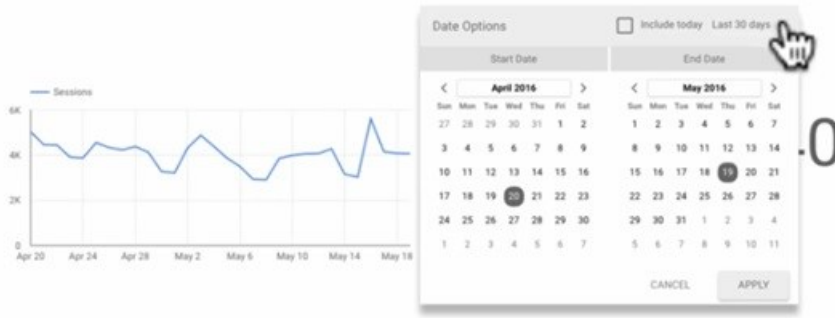 Sessions
6K
4K
2K
0
Apr 20 Apr 24 Apr 28 May 2 May 6 May 10 May 14 May 18
Date Options
Include today Last 30 days
Start Date
April 2016
Sun Mon Tue Wed Thu Fri Sat
27 28 29 30 31 1 2
3 4 5 6 7 8 9
10 11 12 13 14 15 16
17 18 19 20 21 22 23
24 25 26 27 28 29 30
1 2 3 4 5 6 7
End Date
May 2016
Sun Mon Tue Wed Thu Fri Sat
1 2 3 4 5 6 7
8 9 10 11 12 13 14
15 16 17 18 19 20 21
22 23 24 25 26 27 28
29 30 31 1 2 3 4
5 6 7 8 9 10 11
CANCEL APPLY
.0